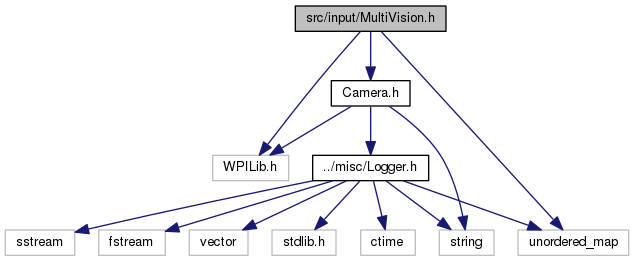 src/input/MultiVision.h
Camera.h
WPILib.h
../misc/Logger.h
sstream
fstream
vector
stdlib.h
ctime
string
unordered_map